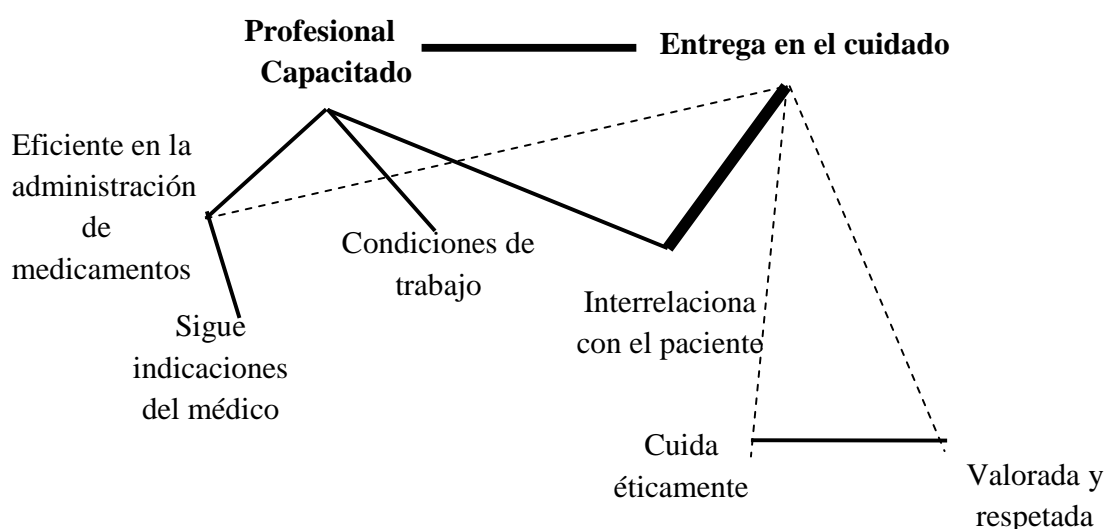 Profesional
Capacitado
Entrega en el cuidado
Eficiente en la
administración
de
medicamentos
Condiciones de
trabajo
Interrelaciona
con el paciente
Sigue
indicaciones
del médico
Cuida
éticamente
Valorada y
respetada